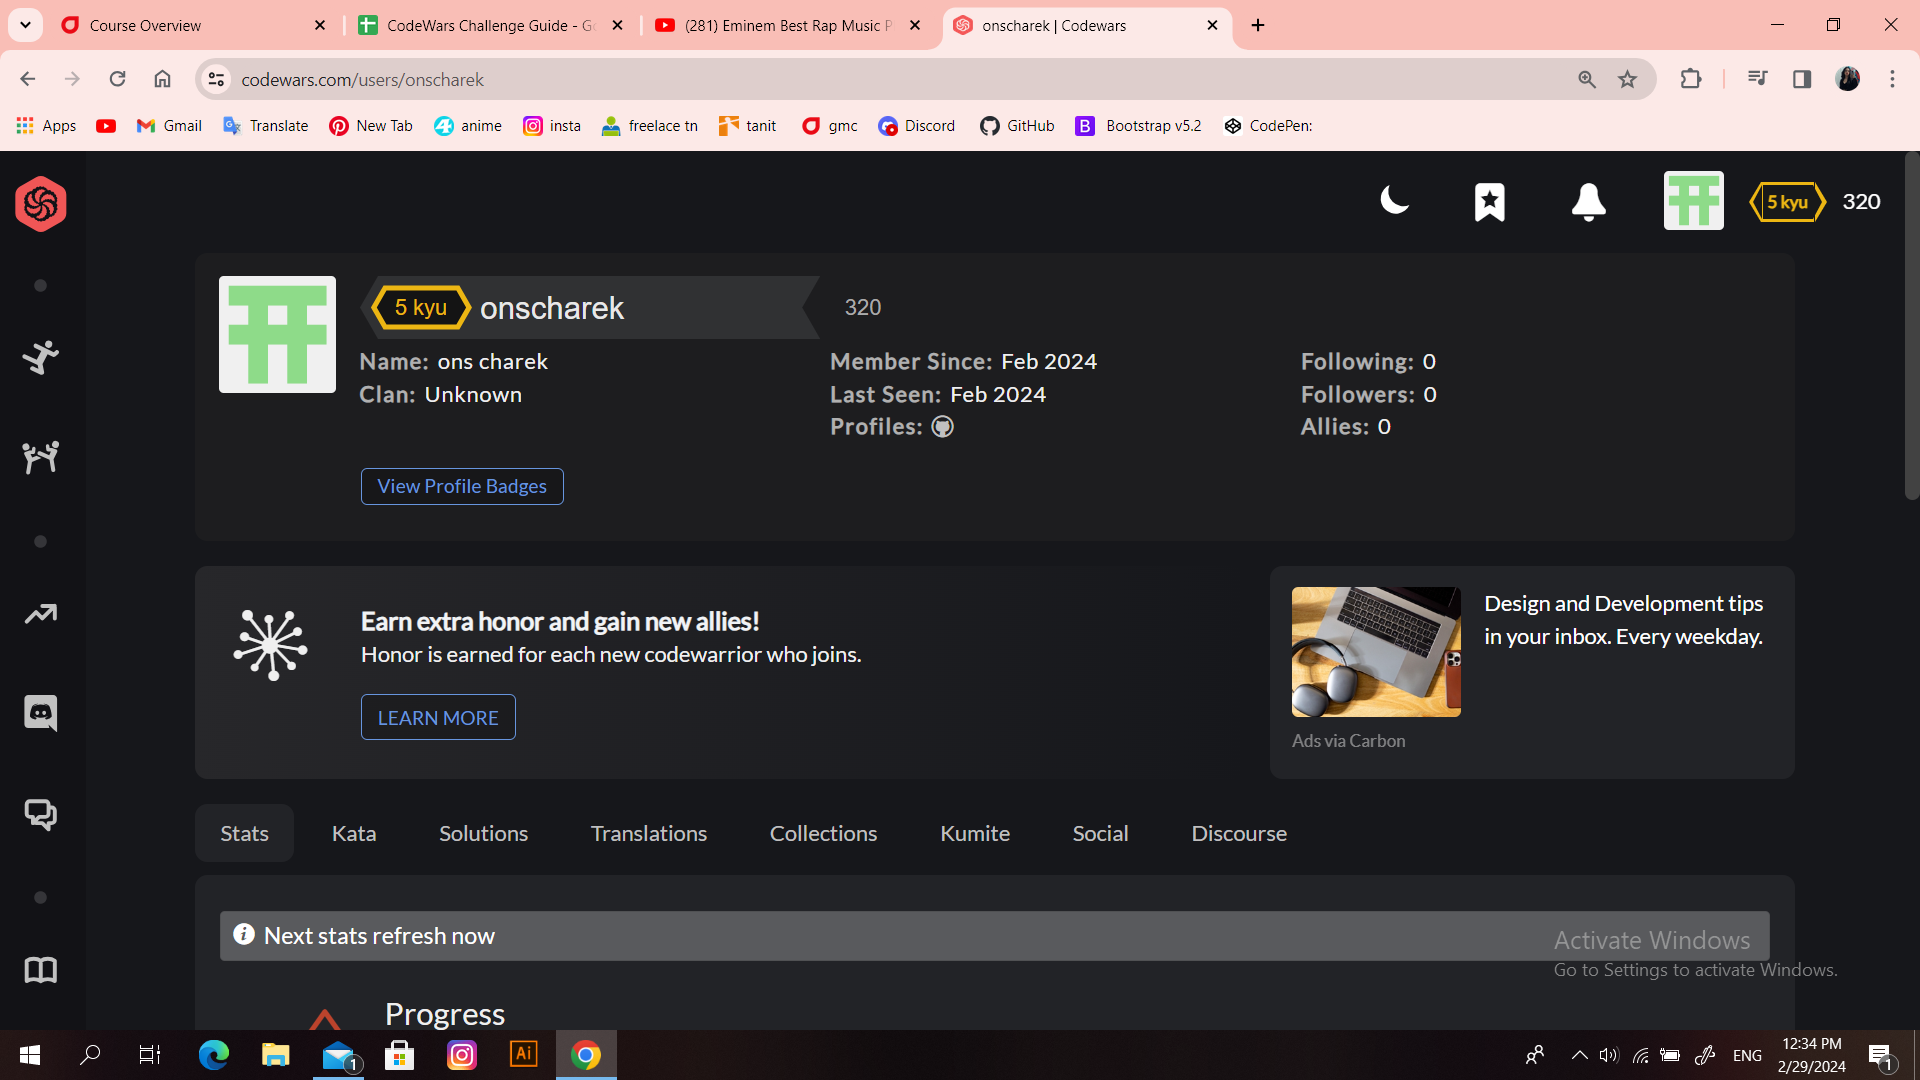 Course Overview
CodeWars Challenge Guide - Go
(281) Eminem Best Rap Music P
onscharek | Codewars
codewars.com/users/onscharek
Apps
Gmail
Translate
New Tab
anime
insta
freelace tn
tanit
gmc
Discord
GitHub
Bootstrap v5.2
CodePen:
5 kyu
320
5 kyu
onscharek
320
Name: ons charek
Clan: Unknown
Member Since: Feb 2024
Last Seen: Feb 2024
Profiles:
Following: 0
Followers: 0
Allies: 0
View Profile Badges
Earn extra honor and gain new allies!
Honor is earned for each new codewarrior who joins.
LEARN MORE
Design and Development tips
in your inbox. Every weekday.
Ads via Carbon
Stats
Kata
Solutions
Translations
Collections
Kumite
Social
Discourse
Next stats refresh now
Activate Windows
Go to Settings to activate Windows.
Progress
1
Ai
ENG
12:34 PM
2/29/2024
1